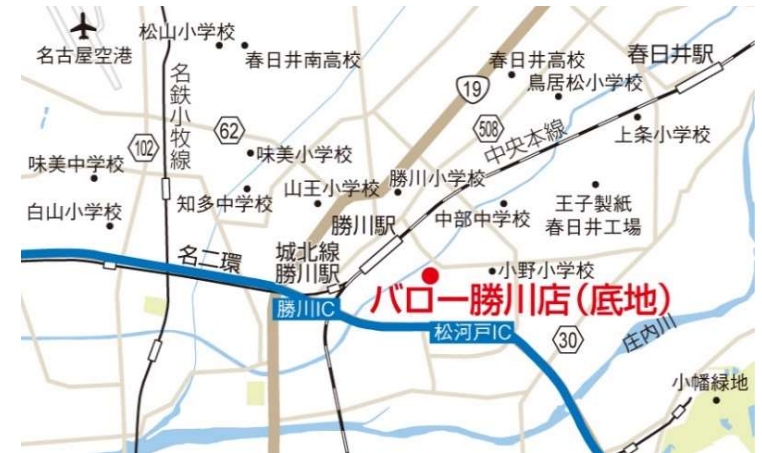 松山小学校
名古屋空港
春日井南高校
春日井高校
春日井駅
鳥居松小学校
名鉄小牧線
19
62
508
102
中央本線
上条小学校
味美中学校
味美小学校
山王小学校
勝川小学校
白山小学校
知多中学校
勝川駅
中部中学校
王子製紙
春日井工場
名二環
城北線
勝川駅
小野小学校
バロー勝川店(底地)
勝川IC
松河戸IC
30
庄内川
小幡緑地